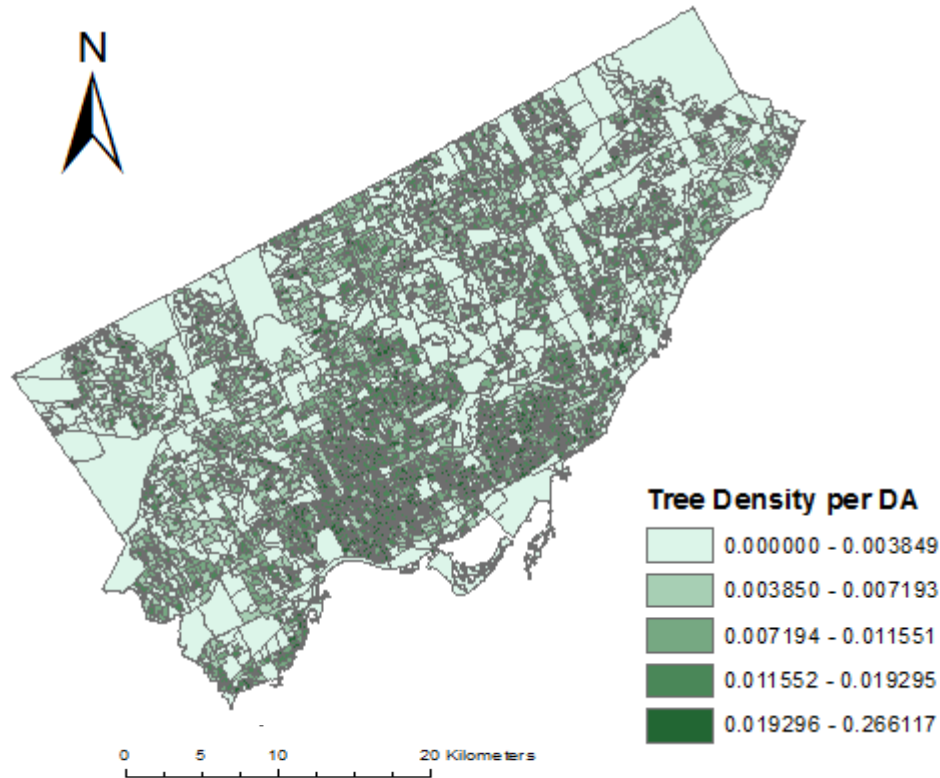 N
Tree Density per DA
0.000000 - 0.003849
0.003850 - 0.007193
0.007194 - 0.011551
0.011552 - 0.019295
0.019296 - 0.266117
0 5 10 20 Kilometers